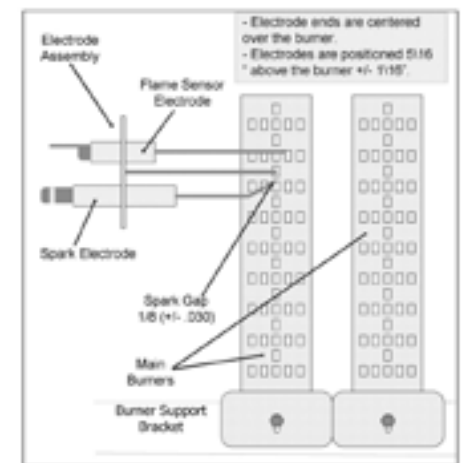 - Electrode ends are centered
over the burner.
- Electrodes are positioned 5\16
" above the burner +/- 1\16".
Electrode
Assembly
Flame Sensor
Electrode
Spark Electrode
Spark Gap
1/8 (+/- .030)
Main
Burners
Burner Support
Bracket